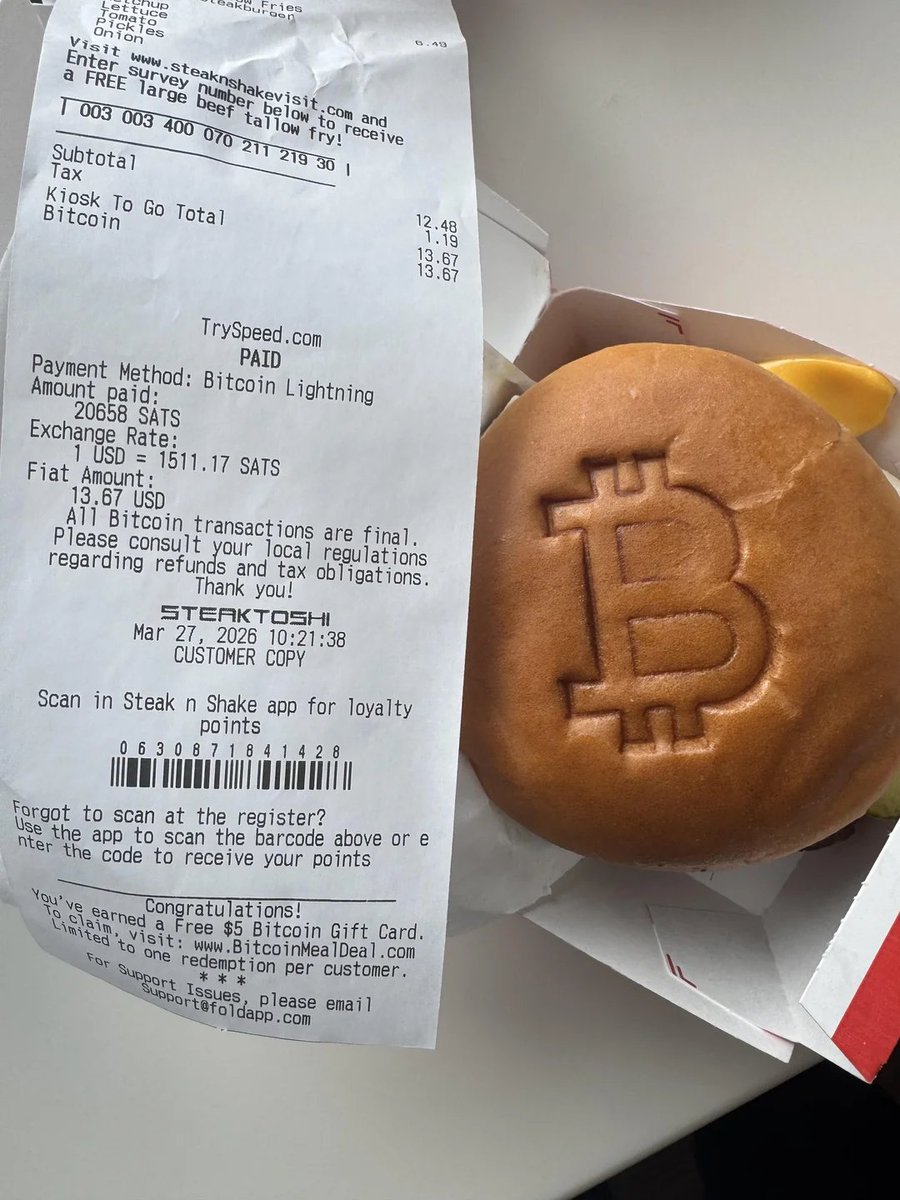 Fries
Steakburger
Ketchup
Lettuce
Tomato
Pickles
Onion
6.49
Visit www.steaknshakevisit.com and
Enter survey number below to receive
a FREE large beef tallow fry!
003 003 400 070 211 219 30
Subtotal 12.48
Tax 1.19
Kiosk To Go Total 13.67
Bitcoin 13.67
TrySpeed.com
PAID
Payment Method: Bitcoin Lightning
Amount paid:
20658 SATS
Exchange Rate:
1 USD = 1511.17 SATS
Fiat Amount:
13.67 USD
All Bitcoin transactions are final.
Please consult your local regulations
regarding refunds and tax obligations.
Thank you!
STEAKTOSHI
Mar 27, 2026 10:21:38
CUSTOMER COPY
Scan in Steak n Shake app for loyalty
points
0630871841428
Forgot to scan at the register?
Use the app to scan the barcode above or e
nter the code to receive your points
Congratulations!
You've earned a Free $5 Bitcoin Gift Card.
To claim, visit: www.BitcoinMealDeal.com
Limited to one redemption per customer.
* * *
For Support Issues, please email
Support@foldapp.com